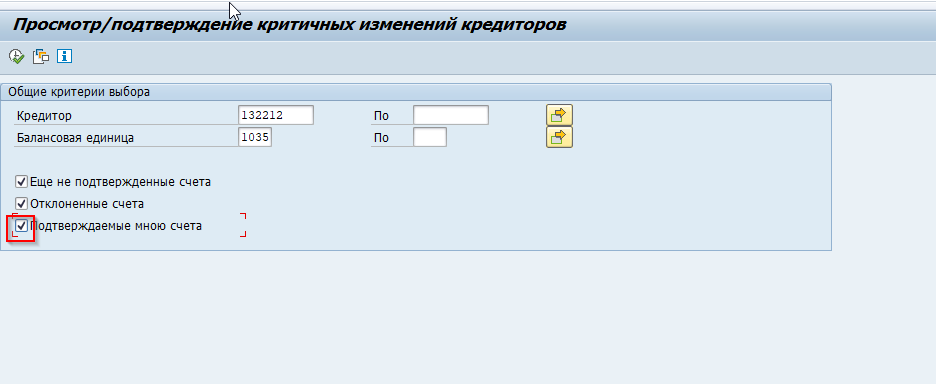 Просмотр/подтверждение критичных изменений кредиторов
Общие критерии выбора
Кредитор 132212 По
Балансовая единица 1035 По
Еще не подтвержденные счета
Отклоненные счета
Подтверждаемые мною счета